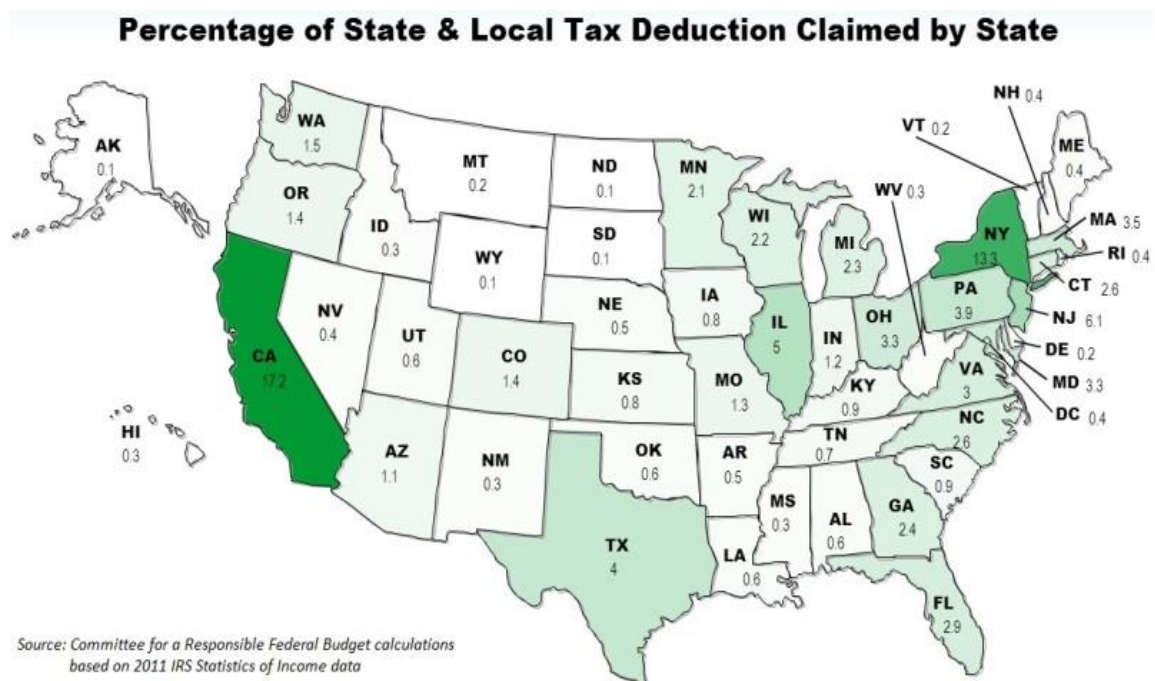 Percentage of State & Local Tax Deduction Claimed by State
NH 0.4
VT 0.2
WA
1.5
AK
0.1
MT
0.2
ND
0.1
MN
2.1
ME
0.4
WV 0.3
OR
1.4
ID
0.3
WI
2.2
MA 3.5
SD
0.1
MI
2.3
NY
13.3
RI 0.4
WY
0.1
CT 2.6
PA
3.9
IA
0.8
NE
0.5
NV
0.4
IL
5
OH
3.3
NJ 6.1
UT
0.6
IN
1.2
DE 0.2
CA
17.2
CO
1.4
VA
3
MD 3.3
KS
0.8
MO
1.3
KY
0.9
DC 0.4
NC
2.6
HI
0.3
TN
0.7
AZ
1.1
OK
0.6
AR
0.5
NM
0.3
SC
0.9
MS
0.3
GA
2.4
AL
0.6
TX
4
LA
0.6
FL
2.9
Source: Committee for a Responsible Federal Budget calculations
based on 2011 IRS Statistics of Income data